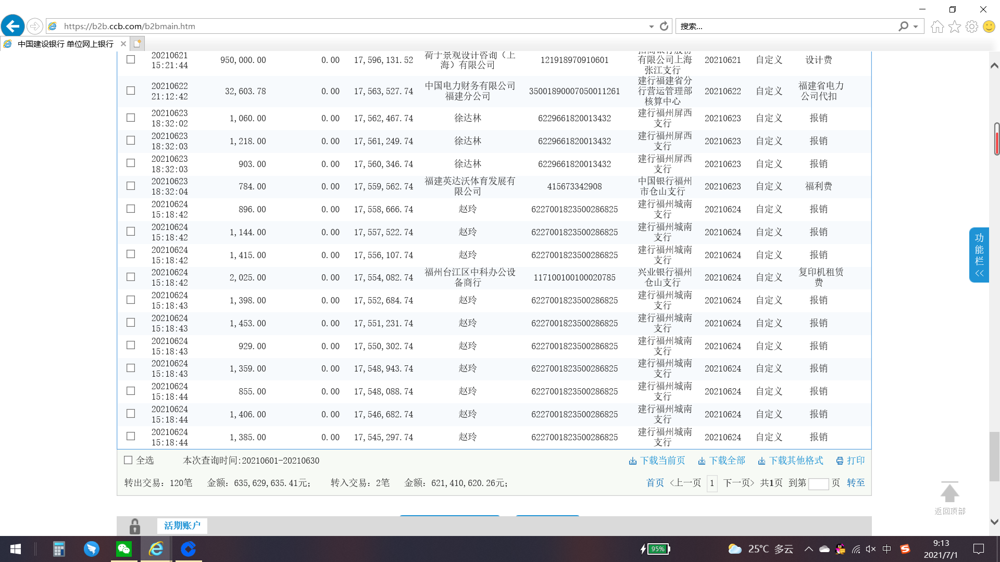 https://b2b.ccb.com/b2bmain.htm
搜索...
中国建设银行 单位网上银行
20210621 15:21:44 950,000.00 0.00 17,596,131.52 荷于景观设计咨询（上海）有限公司 121918970910601 招商银行股份有限公司上海张江支行 20210621 自定义 设计费
20210622 21:12:42 32,603.78 0.00 17,563,527.74 中国电力财务有限公司福建分公司 35001890007050011261 建行福建省分行营运管理部核算中心 20210622 自定义 福建省电力公司代扣
20210623 18:32:02 1,060.00 0.00 17,562,467.74 徐达林 6229661820013432 建行福州屏西支行 20210623 自定义 报销
20210623 18:32:03 1,218.00 0.00 17,561,249.74 徐达林 6229661820013432 建行福州屏西支行 20210623 自定义 报销
20210623 18:32:03 903.00 0.00 17,560,346.74 徐达林 6229661820013432 建行福州屏西支行 20210623 自定义 报销
20210623 18:32:04 784.00 0.00 17,559,562.74 福建英达沃体育发展有限公司 415673342908 中国银行福州市仓山支行 20210623 自定义 福利费
20210624 15:18:42 896.00 0.00 17,558,666.74 赵玲 6227001823500286825 建行福州城南支行 20210624 自定义 报销
20210624 15:18:42 1,144.00 0.00 17,557,522.74 赵玲 6227001823500286825 建行福州城南支行 20210624 自定义 报销
20210624 15:18:42 1,415.00 0.00 17,556,107.74 赵玲 6227001823500286825 建行福州城南支行 20210624 自定义 报销
20210624 15:18:42 2,025.00 0.00 17,554,082.74 福州台江区中科办公设备商行 117100100100020785 兴业银行福州仓山支行 20210624 自定义 复印机租赁费
20210624 15:18:43 1,398.00 0.00 17,552,684.74 赵玲 6227001823500286825 建行福州城南支行 20210624 自定义 报销
20210624 15:18:43 1,453.00 0.00 17,551,231.74 赵玲 6227001823500286825 建行福州城南支行 20210624 自定义 报销
20210624 15:18:43 929.00 0.00 17,550,302.74 赵玲 6227001823500286825 建行福州城南支行 20210624 自定义 报销
20210624 15:18:43 1,359.00 0.00 17,548,943.74 赵玲 6227001823500286825 建行福州城南支行 20210624 自定义 报销
20210624 15:18:44 855.00 0.00 17,548,088.74 赵玲 6227001823500286825 建行福州城南支行 20210624 自定义 报销
20210624 15:18:44 1,406.00 0.00 17,546,682.74 赵玲 6227001823500286825 建行福州城南支行 20210624 自定义 报销
20210624 15:18:44 1,385.00 0.00 17,545,297.74 赵玲 6227001823500286825 建行福州城南支行 20210624 自定义 报销
全选 本次查询时间:20210601-20210630 下载当前页 下载全部 下载其他格式 打印
转出交易：120笔 金额：635,629,635.41元； 转入交易：2笔 金额：621,410,620.26元； 首页 <上一页 1 下一页> 共1页 到第 页 转至
功能栏 <<
返回顶部
活期账户
95% 25°C 多云 中 9:13
2021/7/1